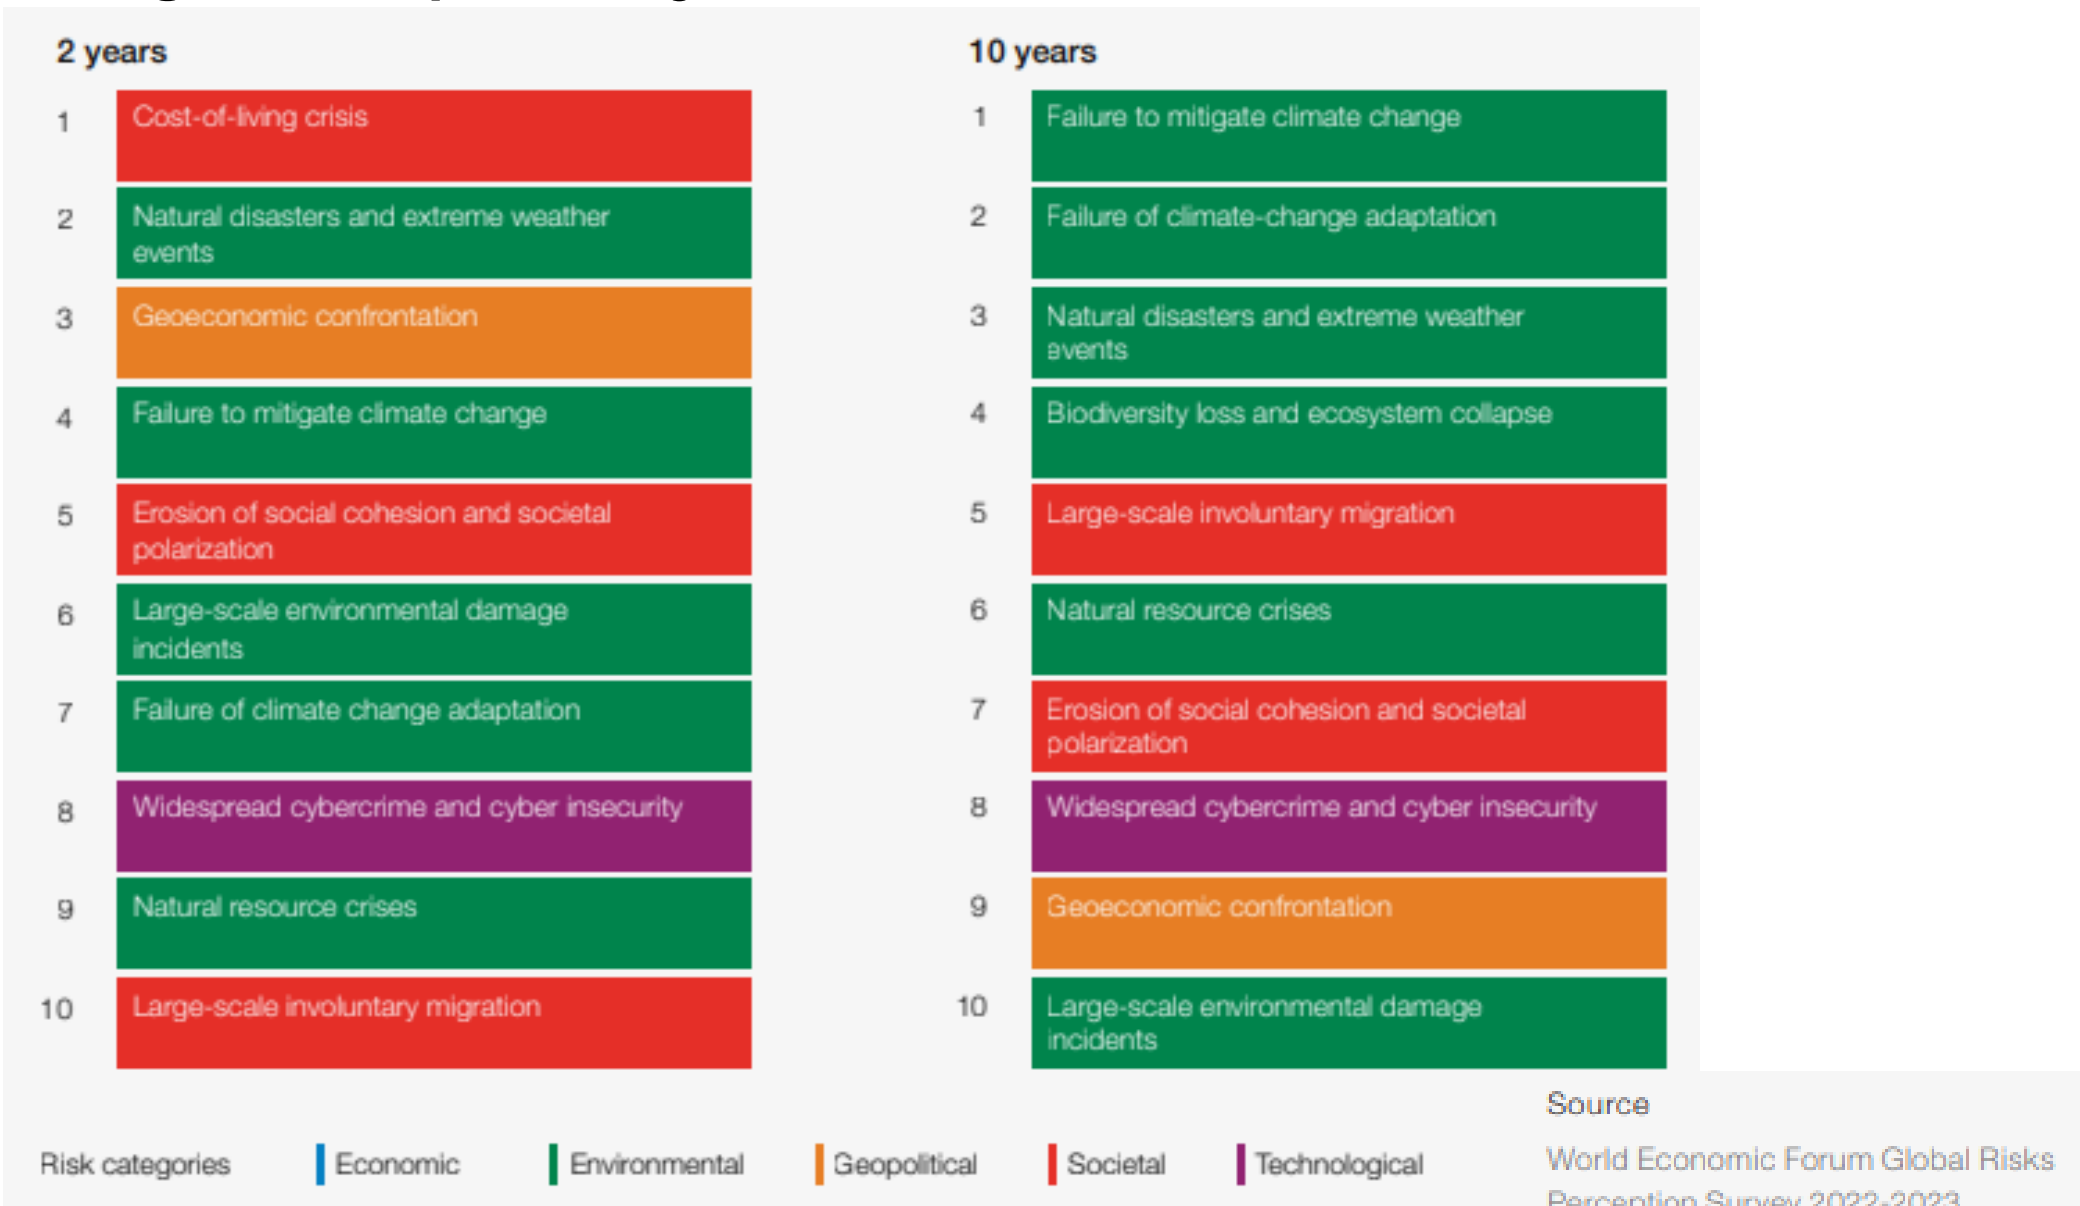 2 years
1 Cost-of-living crisis
2 Natural disasters and extreme weather
events
3 Geoeconomic confrontation
4 Failure to mitigate climate change
5 Erosion of social cohesion and societal
polarization
6 Large-scale environmental damage
incidents
7 Failure of climate change adaptation
8 Widespread cybercrime and cyber insecurity
9 Natural resource crises
10 Large-scale involuntary migration
10 years
1 Failure to mitigate climate change
2 Failure of climate-change adaptation
3 Natural disasters and extreme weather
events
4 Biodiversity loss and ecosystem collapse
5 Large-scale involuntary migration
6 Natural resource crises
7 Erosion of social cohesion and societal
polarization
8 Widespread cybercrime and cyber insecurity
9 Geoeconomic confrontation
10 Large-scale environmental damage
incidents
Risk categories Economic Environmental Geopolitical Societal Technological
Source
World Economic Forum Global Risks
Perception Survey 2022-2023